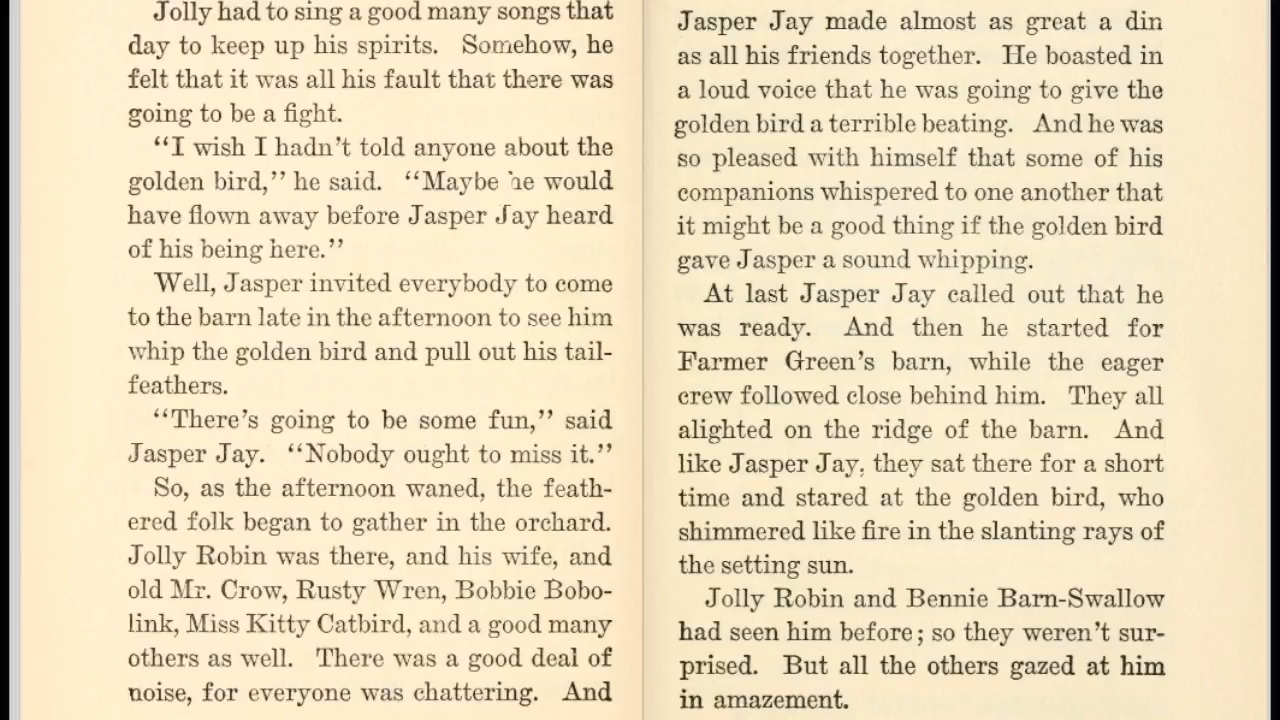 Jolly had to sing a good many songs that
day to keep up his spirits. Somehow, he
felt that it was all his fault that there was
going to be a fight.
“I wish I hadn’t told anyone about the
golden bird,” he said. “Maybe he would
have flown away before Jasper Jay heard
of his being here.”
Well, Jasper invited everybody to come
to the barn late in the afternoon to see him
whip the golden bird and pull out his tail-
feathers.
“There’s going to be some fun,” said
Jasper Jay. “Nobody ought to miss it.”
So, as the afternoon waned, the feath-
ered folk began to gather in the orchard.
Jolly Robin was there, and his wife, and
old Mr. Crow, Rusty Wren, Bobbie Bobo-
link, Miss Kitty Catbird, and a good many
others as well. There was a good deal of
noise, for everyone was chattering. And
Jasper Jay made almost as great a din
as all his friends together. He boasted in
a loud voice that he was going to give the
golden bird a terrible beating. And he was
so pleased with himself that some of his
companions whispered to one another that
it might be a good thing if the golden bird
gave Jasper a sound whipping.
At last Jasper Jay called out that he
was ready. And then he started for
Farmer Green’s barn, while the eager
crew followed close behind him. They all
alighted on the ridge of the barn. And
like Jasper Jay, they sat there for a short
time and stared at the golden bird, who
shimmered like fire in the slanting rays of
the setting sun.
Jolly Robin and Bennie Barn-Swallow
had seen him before; so they weren’t sur-
prised. But all the others gazed at him
in amazement.